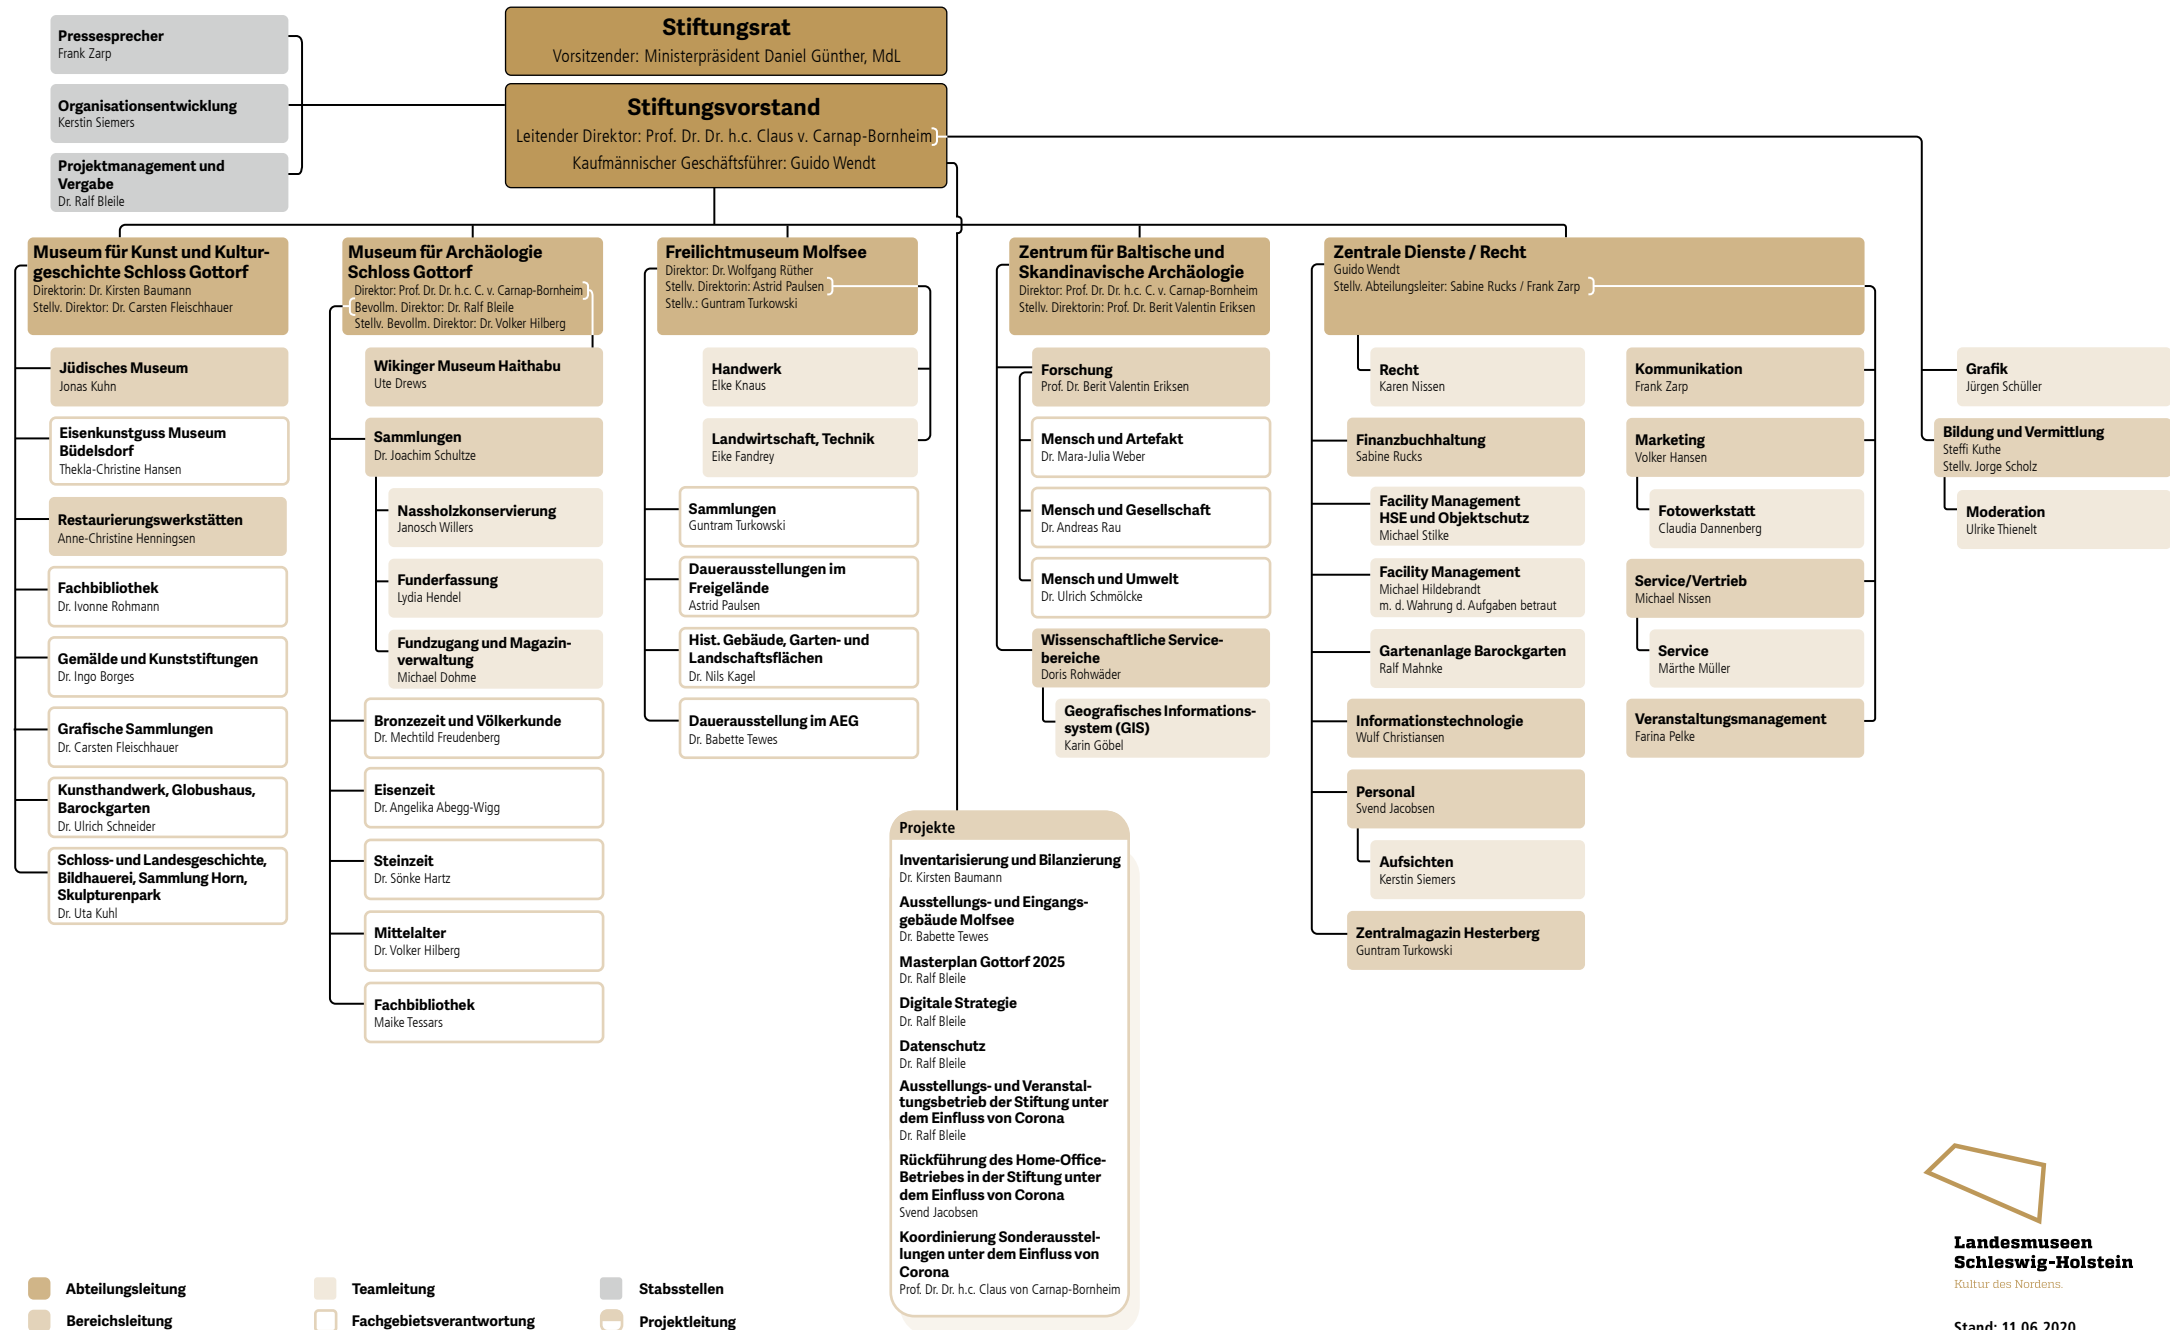 Pressesprecher
Frank Zarp
Organisationsentwicklung
Kerstin Siemers
Projektmanagement und
Vergabe
Dr. Ralf Bleile
Stiftungsrat
Vorsitzender: Ministerpräsident Daniel Günther, MdL
Stiftungsvorstand
Leitender Direktor: Prof. Dr. Dr. h.c. Claus v. Carnap-Bornheim
Kaufmännischer Geschäftsführer: Guido Wendt
Museum für Kunst und Kultur-
geschichte Schloss Gottorf
Direktorin: Dr. Kirsten Baumann
Stellv. Direktor: Dr. Carsten Fleischhauer
Jüdisches Museum
Jonas Kuhn
Eisenkunstguss Museum
Büdelsdorf
Thekla-Christine Hansen
Restaurierungswerkstätten
Anne-Christine Henningsen
Fachbibliothek
Dr. Ivonne Rohmann
Gemälde und Kunststiftungen
Dr. Ingo Borges
Grafische Sammlungen
Dr. Carsten Fleischhauer
Kunsthandwerk, Globushaus,
Barockgarten
Dr. Ulrich Schneider
Schloss- und Landesgeschichte,
Bildhauerei, Sammlung Horn,
Skulpturenpark
Dr. Uta Kuhl
Museum für Archäologie
Schloss Gottorf
Direktor: Prof. Dr. Dr. h.c. C. v. Carnap-Bornheim
Bevollm. Direktor: Dr. Ralf Bleile
Stellv. Bevollm. Direktor: Dr. Volker Hilberg
Wikinger Museum Haithabu
Ute Drews
Sammlungen
Dr. Joachim Schultze
Nassholzkonservierung
Janosch Willers
Funderfassung
Lydia Hendel
Fundzugang und Magazin-
verwaltung
Michael Dohme
Bronzezeit und Völkerkunde
Dr. Mechtild Freudenberg
Eisenzeit
Dr. Angelika Abegg-Wigg
Steinzeit
Dr. Sönke Hartz
Mittelalter
Dr. Volker Hilberg
Fachbibliothek
Maike Tessars
Freilichtmuseum Molfsee
Direktor: Dr. Wolfgang Rüther
Stellv. Direktorin: Astrid Paulsen
Stellv.: Guntram Turkowski
Handwerk
Elke Knaus
Landwirtschaft, Technik
Eike Fandrey
Sammlungen
Guntram Turkowski
Dauerausstellungen im
Freigelände
Astrid Paulsen
Hist. Gebäude, Garten- und
Landschaftsflächen
Dr. Nils Kagel
Dauerausstellung im AEG
Dr. Babette Tewes
Zentrum für Baltische und
Skandinavische Archäologie
Direktor: Prof. Dr. Dr. h.c. C. v. Carnap-Bornheim
Stellv. Direktorin: Prof. Dr. Berit Valentin Eriksen
Forschung
Prof. Dr. Berit Valentin Eriksen
Mensch und Artefakt
Dr. Mara-Julia Weber
Mensch und Gesellschaft
Dr. Andreas Rau
Mensch und Umwelt
Dr. Ulrich Schmölcke
Wissenschaftliche Service-
bereiche
Doris Rohwäder
Geografisches Informations-
system (GIS)
Karin Göbel
Projekte
Inventarisierung und Bilanzierung
Dr. Kirsten Baumann
Ausstellungs- und Eingangs-
gebäude Molfsee
Dr. Babette Tewes
Masterplan Gottorf 2025
Dr. Ralf Bleile
Digitale Strategie
Dr. Ralf Bleile
Datenschutz
Dr. Ralf Bleile
Ausstellungs- und Veranstal-
tungsbetrieb der Stiftung unter
dem Einfluss von Corona
Dr. Ralf Bleile
Rückführung des Home-Office-
Betriebes in der Stiftung unter
dem Einfluss von Corona
Svend Jacobsen
Koordinierung Sonderausstel-
lungen unter dem Einfluss von
Corona
Prof. Dr. Dr. h.c. Claus von Carnap-Bornheim
Zentrale Dienste / Recht
Guido Wendt
Stellv. Abteilungsleiter: Sabine Rucks / Frank Zarp
Recht
Karen Nissen
Finanzbuchhaltung
Sabine Rucks
Facility Management
HSE und Objektschutz
Michael Stilke
Facility Management
Michael Hildebrandt
m. d. Wahrung d. Aufgaben betraut
Gartenanlage Barockgarten
Ralf Mahnke
Informationstechnologie
Wulf Christiansen
Personal
Svend Jacobsen
Aufsichten
Kerstin Siemers
Zentralmagazin Hesterberg
Guntram Turkowski
Kommunikation
Frank Zarp
Marketing
Volker Hansen
Fotowerkstatt
Claudia Dannenberg
Service/Vertrieb
Michael Nissen
Service
Märthe Müller
Veranstaltungsmanagement
Farina Pelke
Grafik
Jürgen Schüller
Bildung und Vermittlung
Steffi Kuthe
Stellv. Jorge Scholz
Moderation
Ulrike Thienelt
Abteilungsleitung
Bereichsleitung
Teamleitung
Fachgebietsverantwortung
Stabsstellen
Projektleitung
Landesmuseen
Schleswig-Holstein
Kultur des Nordens.
Stand: 11.06.2020